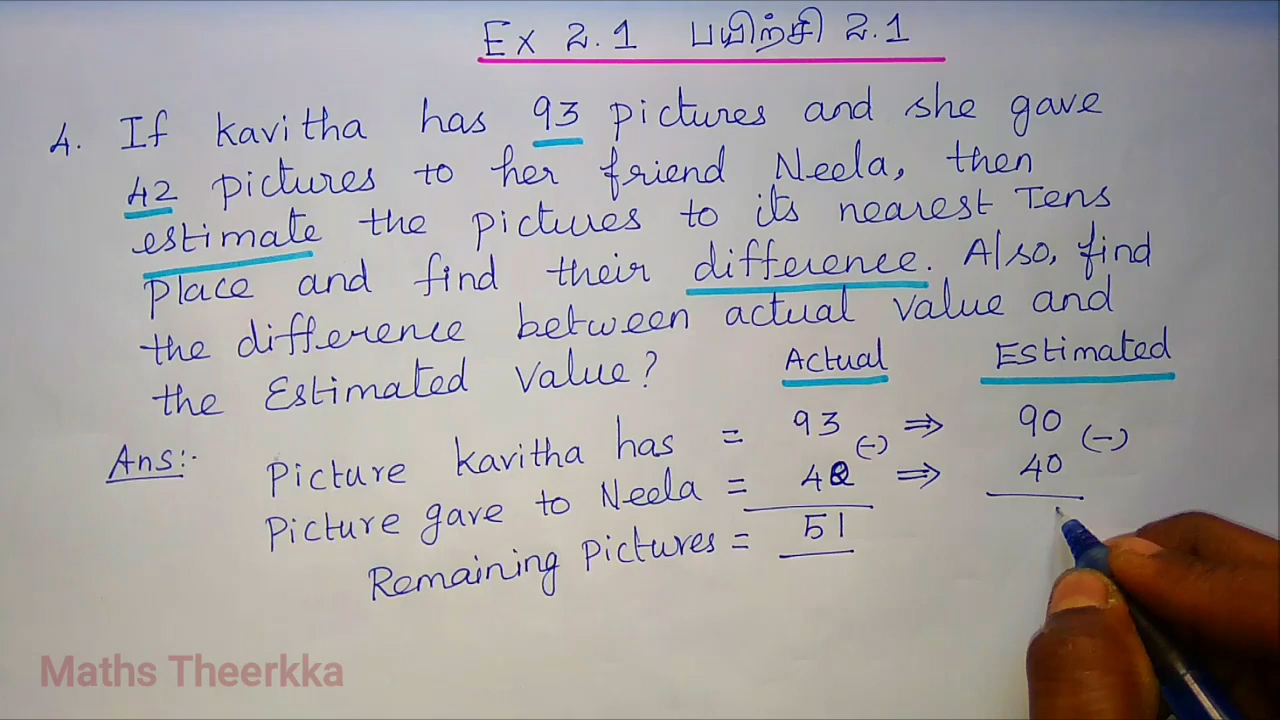 Ex 2.1 பயிற்சி 2.1
4. If kavitha has 93 pictures and she gave
42 pictures to her friend Neela, then
estimate the pictures to its nearest Tens
place and find their difference. Also, find
the difference between actual value and
the Estimated value?
Actual Estimated
Ans:- Picture kavitha has = 93 (-) ⇒ 90 (-)
Picture gave to Neela = 42 ⇒ 40
Remaining pictures = 51
Maths Theerkka